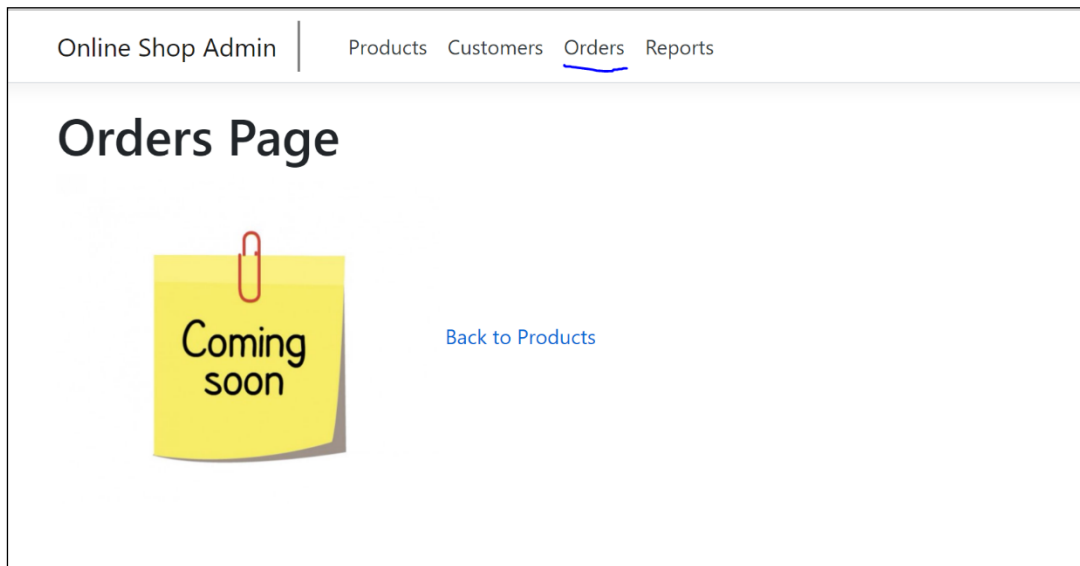 Online Shop Admin Products Customers Orders Reports
Orders Page
Coming
soon
Back to Products